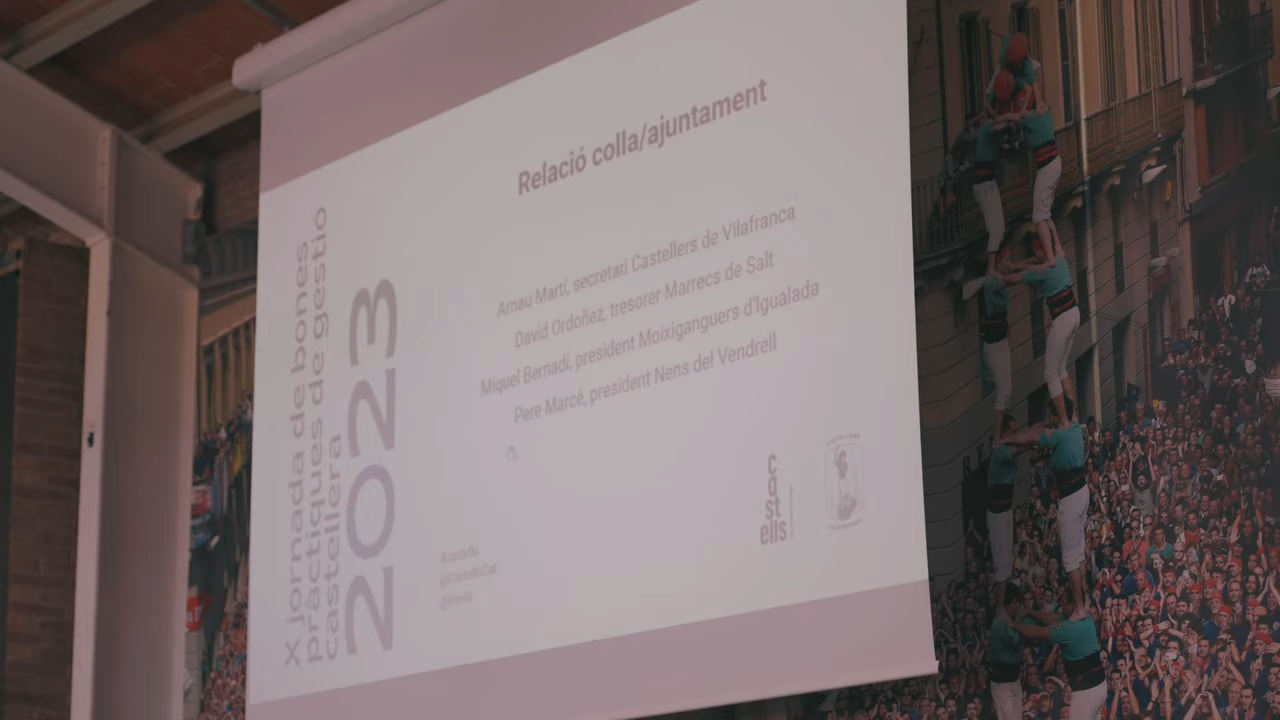 Relació colla/ajuntament
Arnau Martí, secretari Castellers de Vilafranca
David Ordoñez, tresorer Marrecs de Salt
Miquel Bernadí, president Moixiganguers d'Igualada
Pere Marcé, president Nens del Vendrell
X jornada de bones
pràctiques de gestió
castellera
2023
@CastellsCat
ca
st
ells